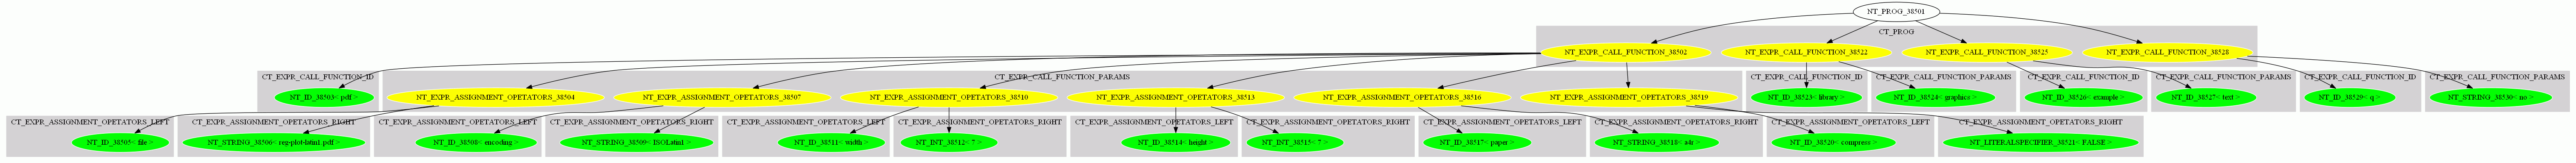 NT_PROG_38501
CT_PROG
NT_EXPR_CALL_FUNCTION_38502 NT_EXPR_CALL_FUNCTION_38522 NT_EXPR_CALL_FUNCTION_38525 NT_EXPR_CALL_FUNCTION_38528
CT_EXPR_CALL_FUNCTION_ID CT_EXPR_CALL_FUNCTION_PARAMS CT_EXPR_CALL_FUNCTION_ID CT_EXPR_CALL_FUNCTION_PARAMS CT_EXPR_CALL_FUNCTION_ID CT_EXPR_CALL_FUNCTION_PARAMS CT_EXPR_CALL_FUNCTION_ID CT_EXPR_CALL_FUNCTION_PARAMS
NT_ID_38503< pdf > NT_EXPR_ASSIGNMENT_OPETATORS_38504 NT_EXPR_ASSIGNMENT_OPETATORS_38507 NT_EXPR_ASSIGNMENT_OPETATORS_38510 NT_EXPR_ASSIGNMENT_OPETATORS_38513 NT_EXPR_ASSIGNMENT_OPETATORS_38516 NT_EXPR_ASSIGNMENT_OPETATORS_38519 NT_ID_38523< library > NT_ID_38524< graphics > NT_ID_38526< example > NT_ID_38527< text > NT_ID_38529< q > NT_STRING_38530< no >
CT_EXPR_ASSIGNMENT_OPETATORS_LEFT CT_EXPR_ASSIGNMENT_OPETATORS_RIGHT CT_EXPR_ASSIGNMENT_OPETATORS_LEFT CT_EXPR_ASSIGNMENT_OPETATORS_RIGHT CT_EXPR_ASSIGNMENT_OPETATORS_LEFT CT_EXPR_ASSIGNMENT_OPETATORS_RIGHT CT_EXPR_ASSIGNMENT_OPETATORS_LEFT CT_EXPR_ASSIGNMENT_OPETATORS_RIGHT CT_EXPR_ASSIGNMENT_OPETATORS_LEFT CT_EXPR_ASSIGNMENT_OPETATORS_RIGHT CT_EXPR_ASSIGNMENT_OPETATORS_LEFT CT_EXPR_ASSIGNMENT_OPETATORS_RIGHT
NT_ID_38505< file > NT_STRING_38506< reg-plot-latin1.pdf > NT_ID_38508< encoding > NT_STRING_38509< ISOLatin1 > NT_ID_38511< width > NT_INT_38512< 7 > NT_ID_38514< height > NT_INT_38515< 7 > NT_ID_38517< paper > NT_STRING_38518< a4r > NT_ID_38520< compress > NT_LITERALSPECIFIER_38521< FALSE >